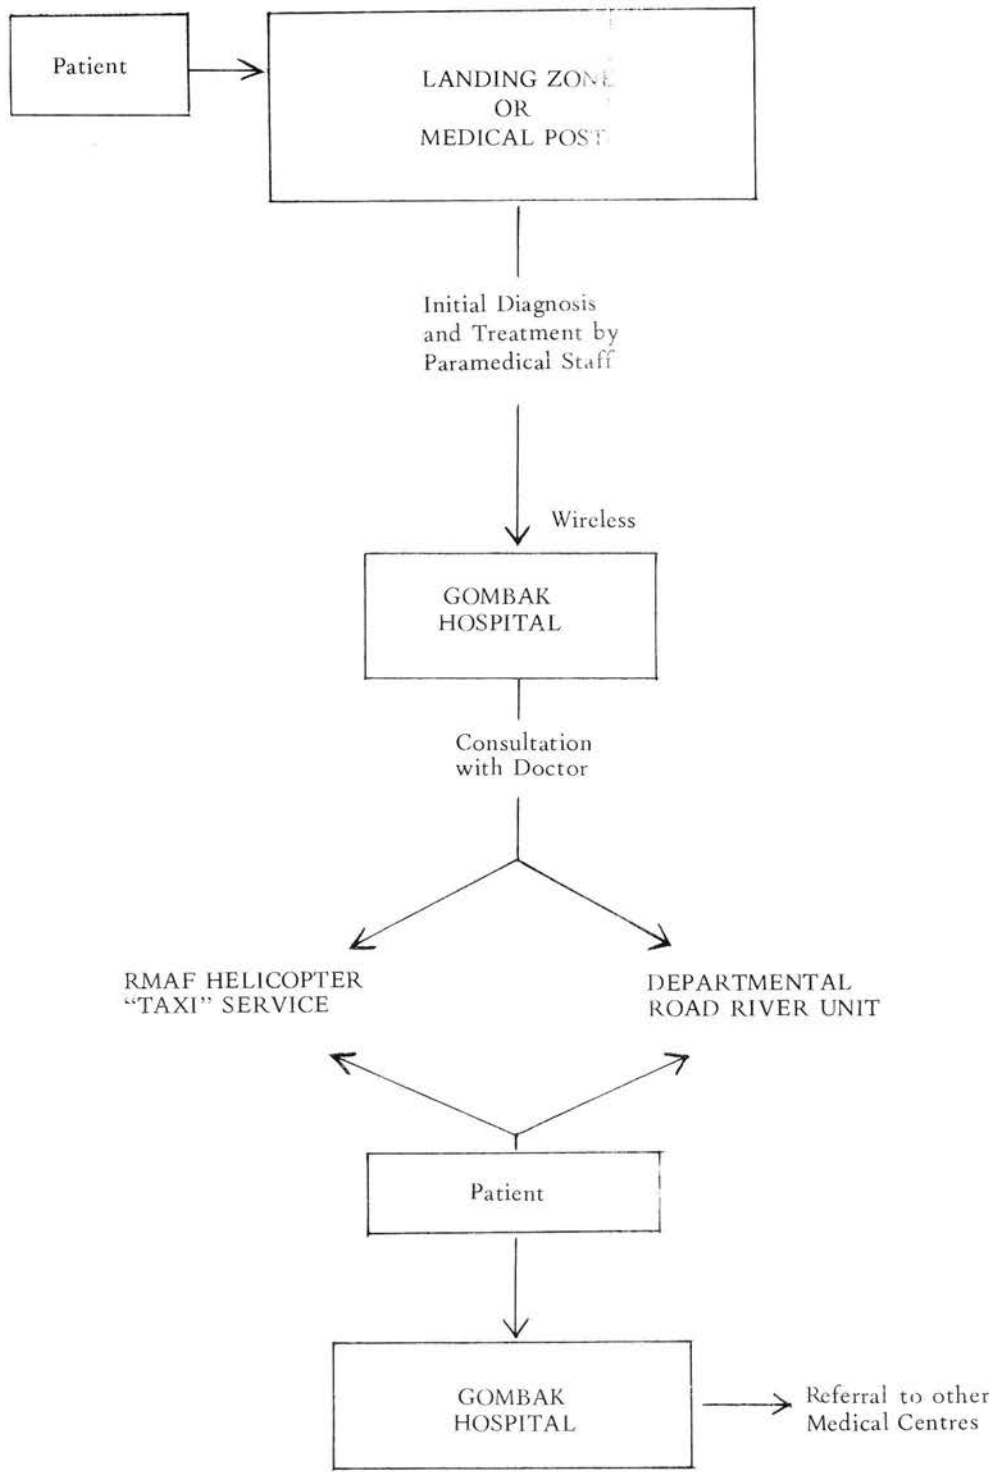 Patient
LANDING ZONE
OR
MEDICAL POST
Initial Diagnosis
and Treatment by
Paramedical Staff
Wireless
GOMBAK
HOSPITAL
Consultation
with Doctor
RMAF HELICOPTER
“TAXI” SERVICE
DEPARTMENTAL
ROAD RIVER UNIT
Patient
GOMBAK
HOSPITAL
Referral to other
Medical Centres